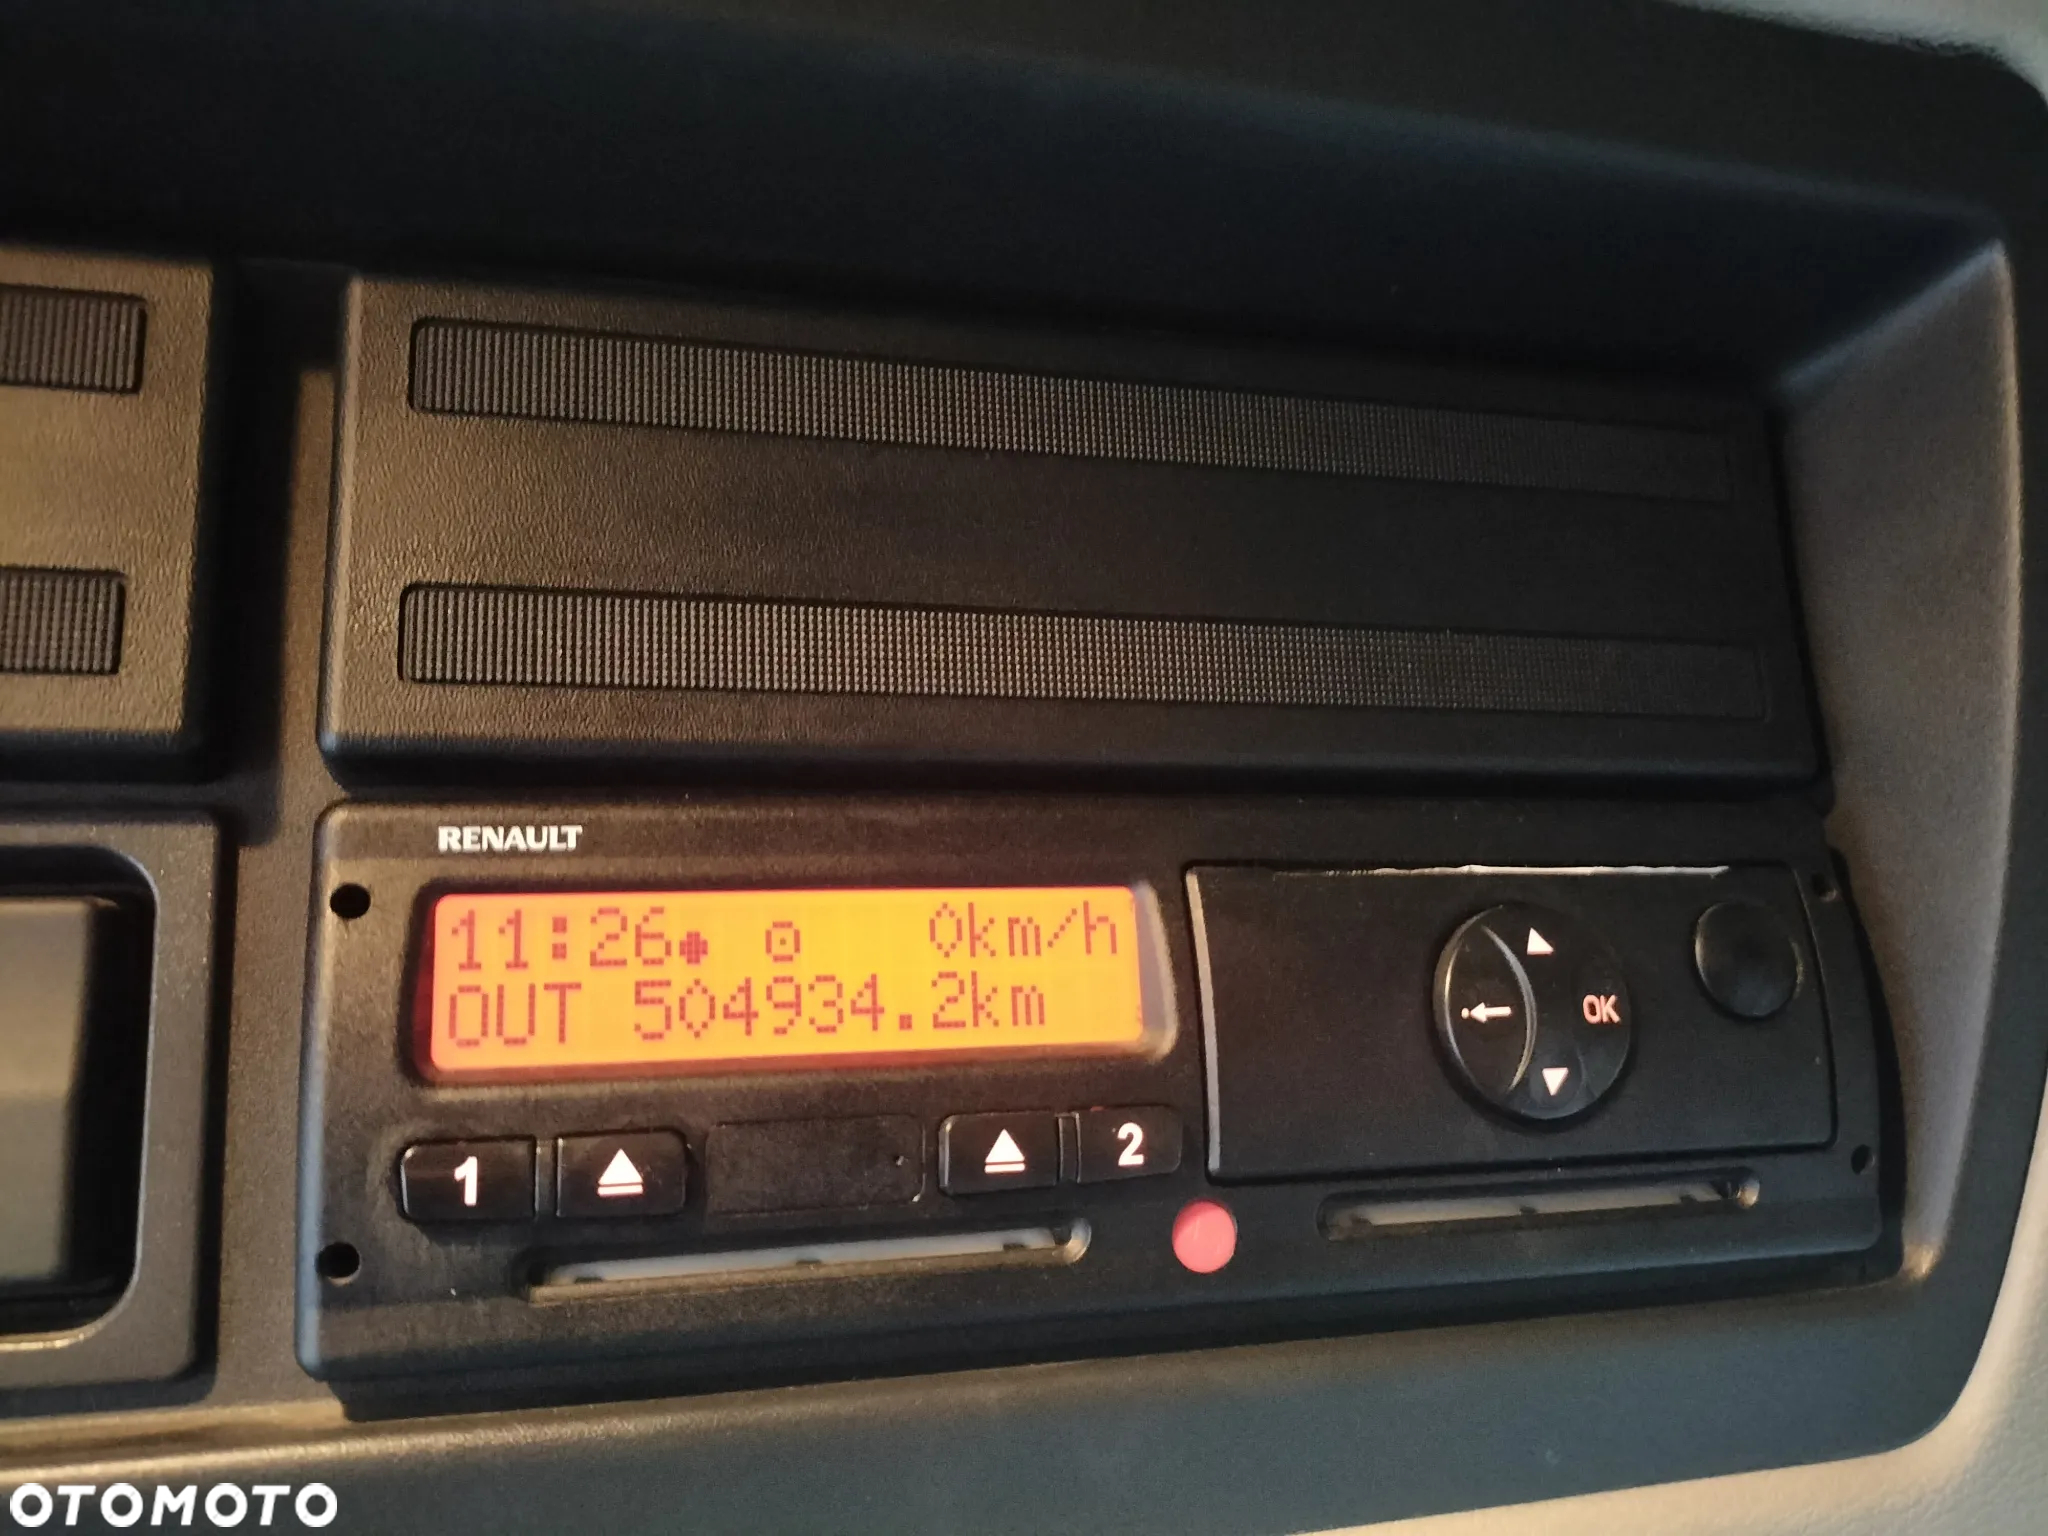 RENAULT
11:26 0km/h
OUT 504934.2km
OK
1 2
OTOMOTO